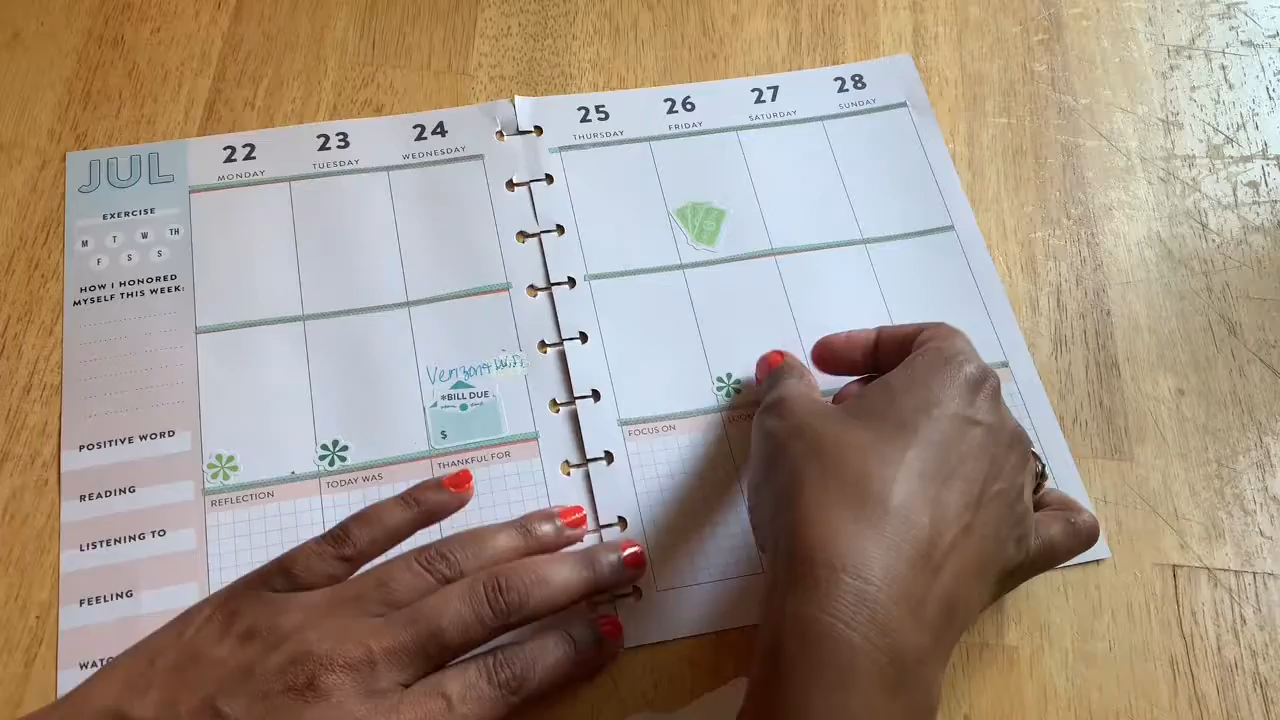 JUL
22 23 24 25 26 27 28
MONDAY TUESDAY WEDNESDAY THURSDAY FRIDAY SATURDAY SUNDAY
EXERCISE
M T W TH
F S S
HOW I HONORED
MYSELF THIS WEEK:
Verizon
*BILL DUE
$
POSITIVE WORD
READING
LISTENING TO
FEELING
REFLECTION TODAY WAS THANKFUL FOR FOCUS ON